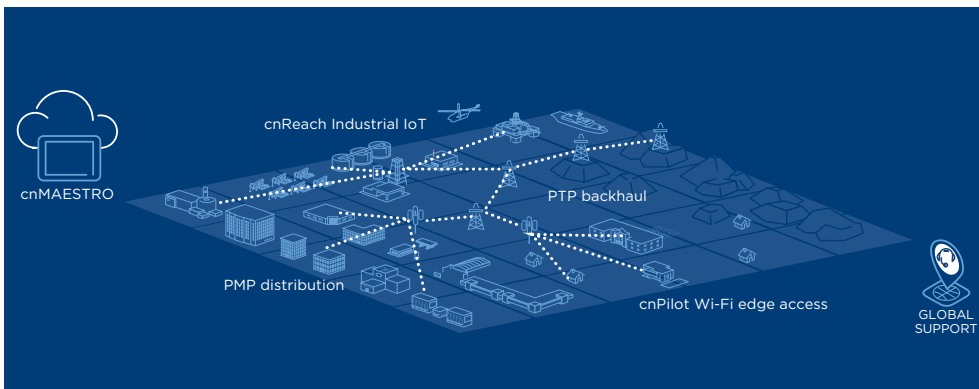 cnReach Industrial IoT
cnMAESTRO
PTP backhaul
PMP distribution
cnPilot Wi-Fi edge access
GLOBAL
SUPPORT